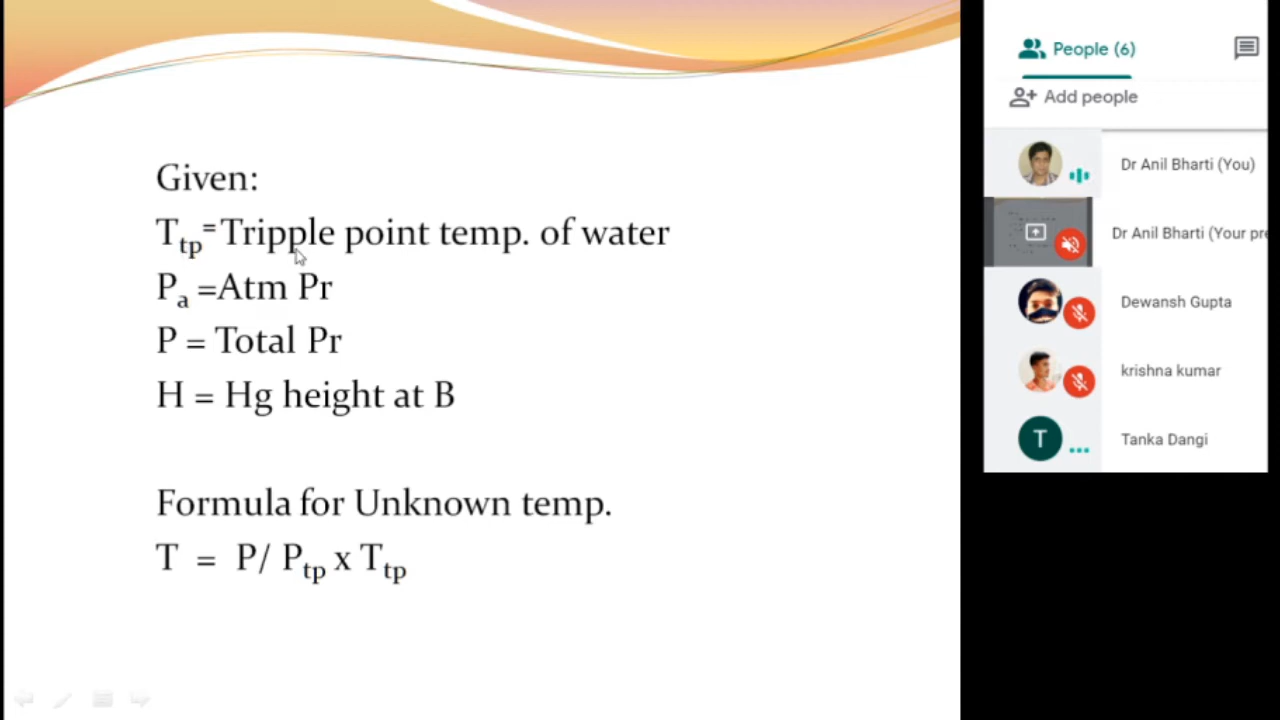 Given:
Ttp=Tripple point temp. of water
Pa =Atm Pr
P = Total Pr
H = Hg height at B
Formula for Unknown temp.
T = P/ Ptp x Ttp
People (6)
Add people
Dr Anil Bharti (You)
Dr Anil Bharti (Your pre
Dewansh Gupta
krishna kumar
T
Tanka Dangi